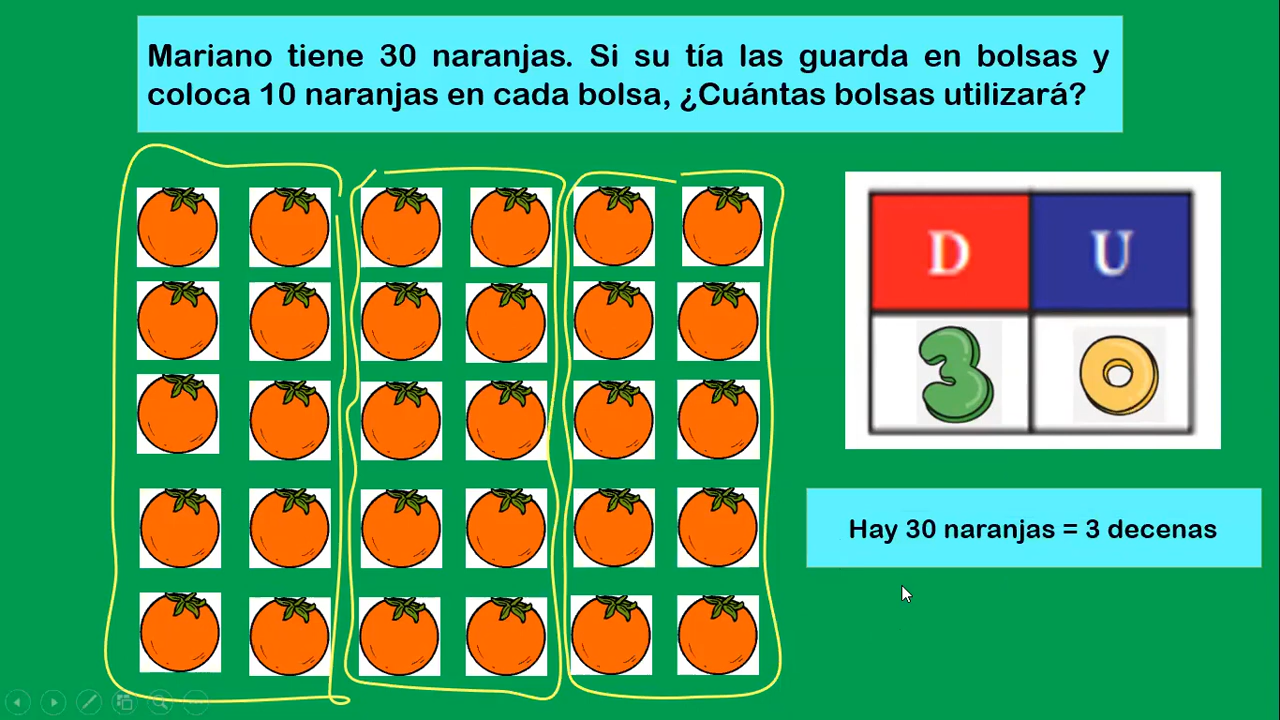 Mariano tiene 30 naranjas. Si su tía las guarda en bolsas y
coloca 10 naranjas en cada bolsa, ¿Cuántas bolsas utilizará?
D U
3 0
Hay 30 naranjas = 3 decenas